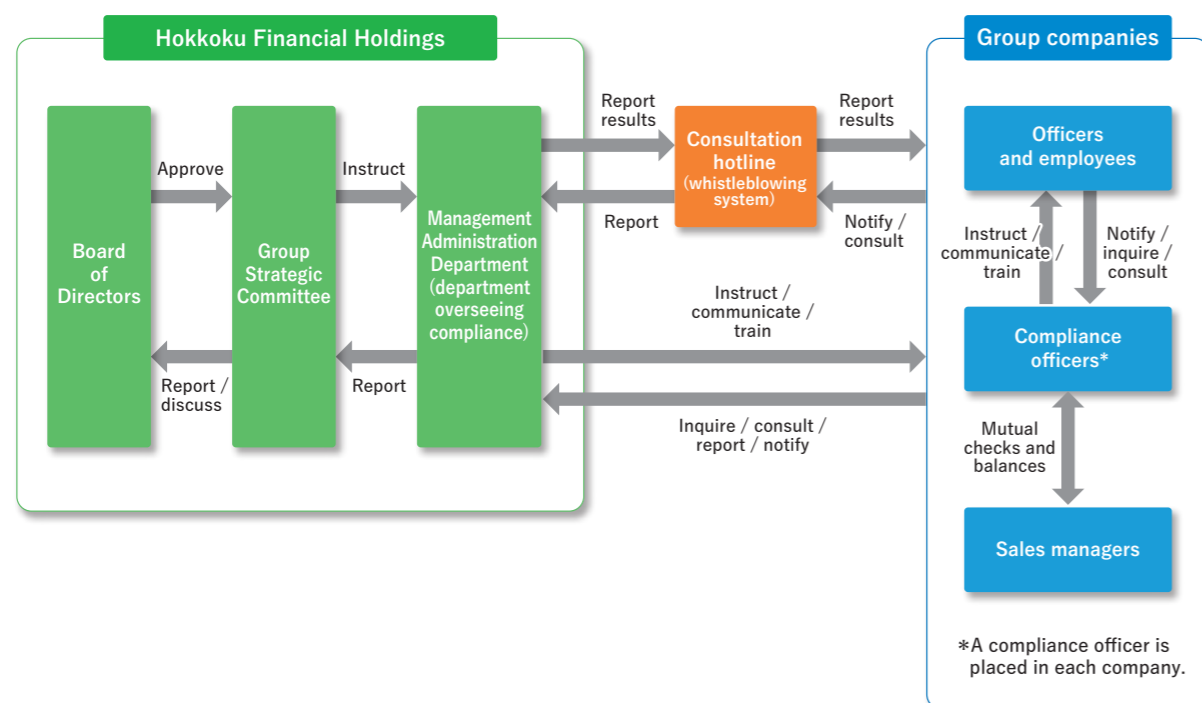 Hokkoku Financial Holdings
Group companies
Board
of
Directors
Approve
Report /
discuss
Group
Strategic
Committee
Instruct
Report
Management
Administration
Department
(department
overseeing
compliance)
Report
results
Report
Consultation
hotline
(whistleblowing
system)
Report
results
Notify /
consult
Instruct /
communicate /
train
Inquire / consult /
report / notify
Officers
and employees
Instruct /
communicate /
train
Notify /
inquire /
consult
Compliance
officers*
Mutual
checks and
balances
Sales managers
*A compliance officer is
placed in each company.